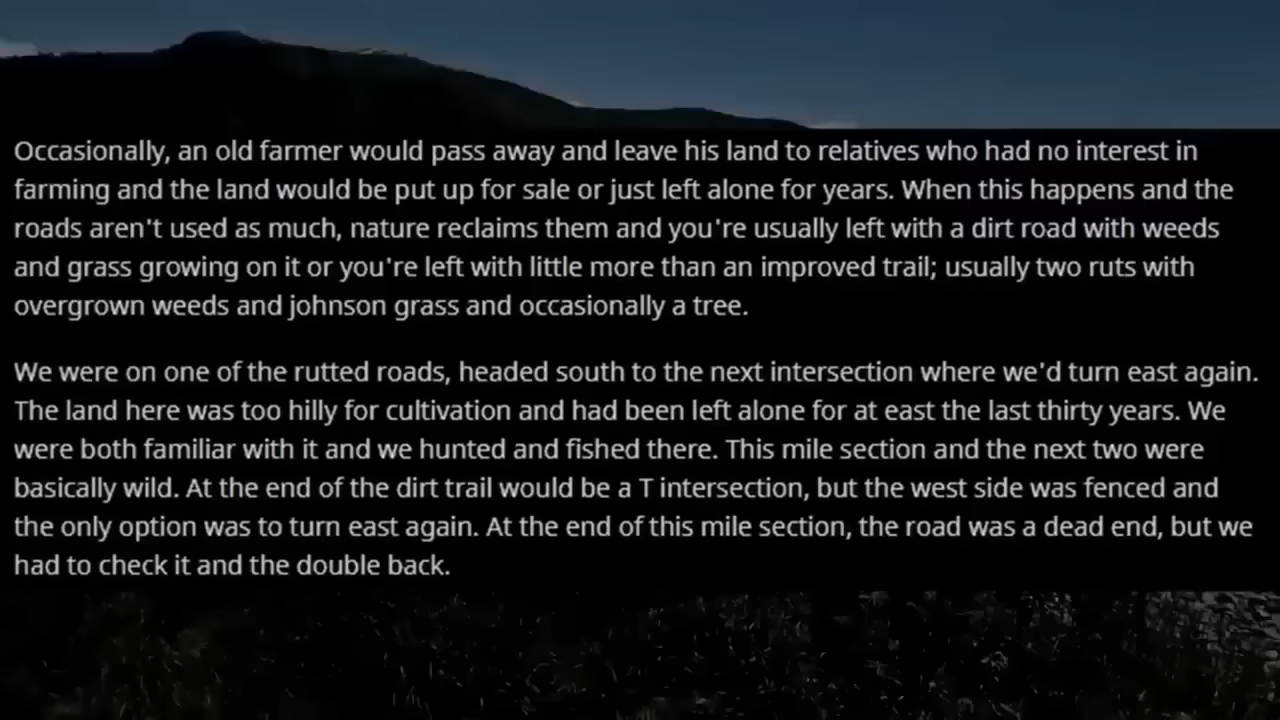 Occasionally, an old farmer would pass away and leave his land to relatives who had no interest in
farming and the land would be put up for sale or just left alone for years. When this happens and the
roads aren't used as much, nature reclaims them and you're usually left with a dirt road with weeds
and grass growing on it or you're left with little more than an improved trail; usually two ruts with
overgrown weeds and johnson grass and occasionally a tree.
We were on one of the rutted roads, headed south to the next intersection where we'd turn east again.
The land here was too hilly for cultivation and had been left alone for at east the last thirty years. We
were both familiar with it and we hunted and fished there. This mile section and the next two were
basically wild. At the end of the dirt trail would be a T intersection, but the west side was fenced and
the only option was to turn east again. At the end of this mile section, the road was a dead end, but we
had to check it and the double back.